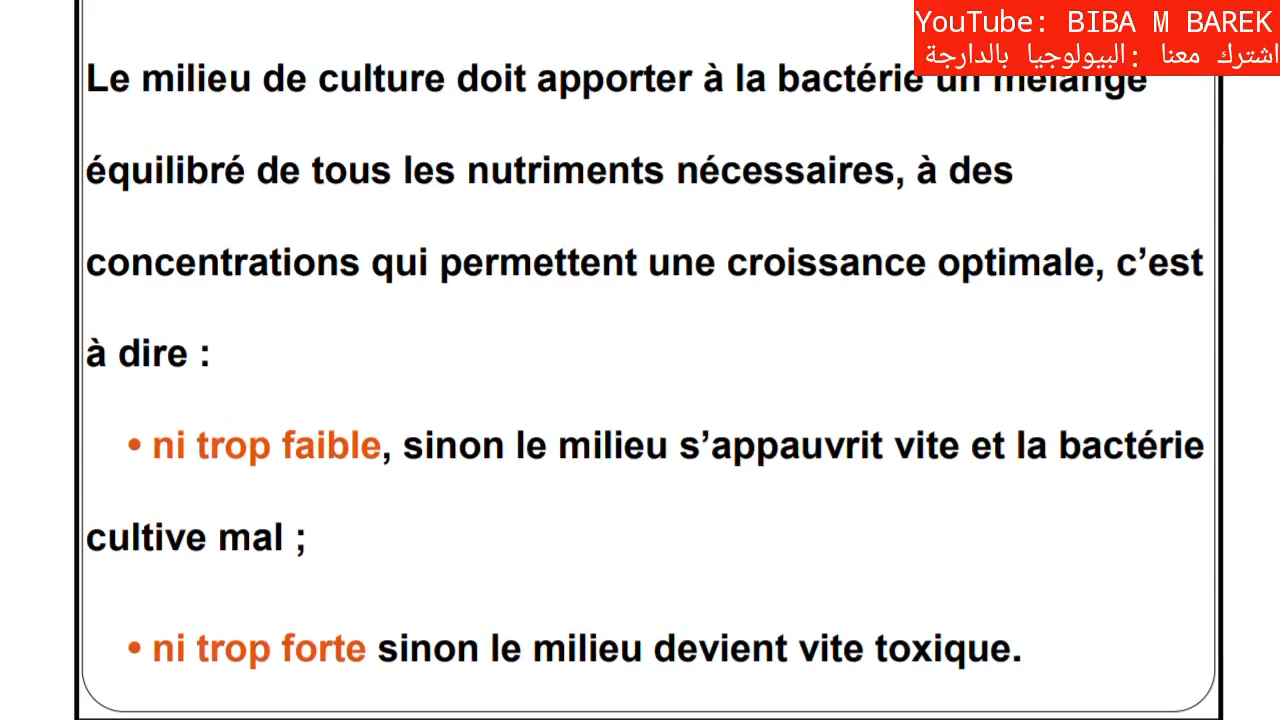 YouTube: BIBA M BAREK
اشترك معنا :البيولوجيا بالدارجة
Le milieu de culture doit apporter à la bactérie un mélange
équilibré de tous les nutriments nécessaires, à des
concentrations qui permettent une croissance optimale, c’est
à dire :
• ni trop faible, sinon le milieu s’appauvrit vite et la bactérie
cultive mal ;
• ni trop forte sinon le milieu devient vite toxique.